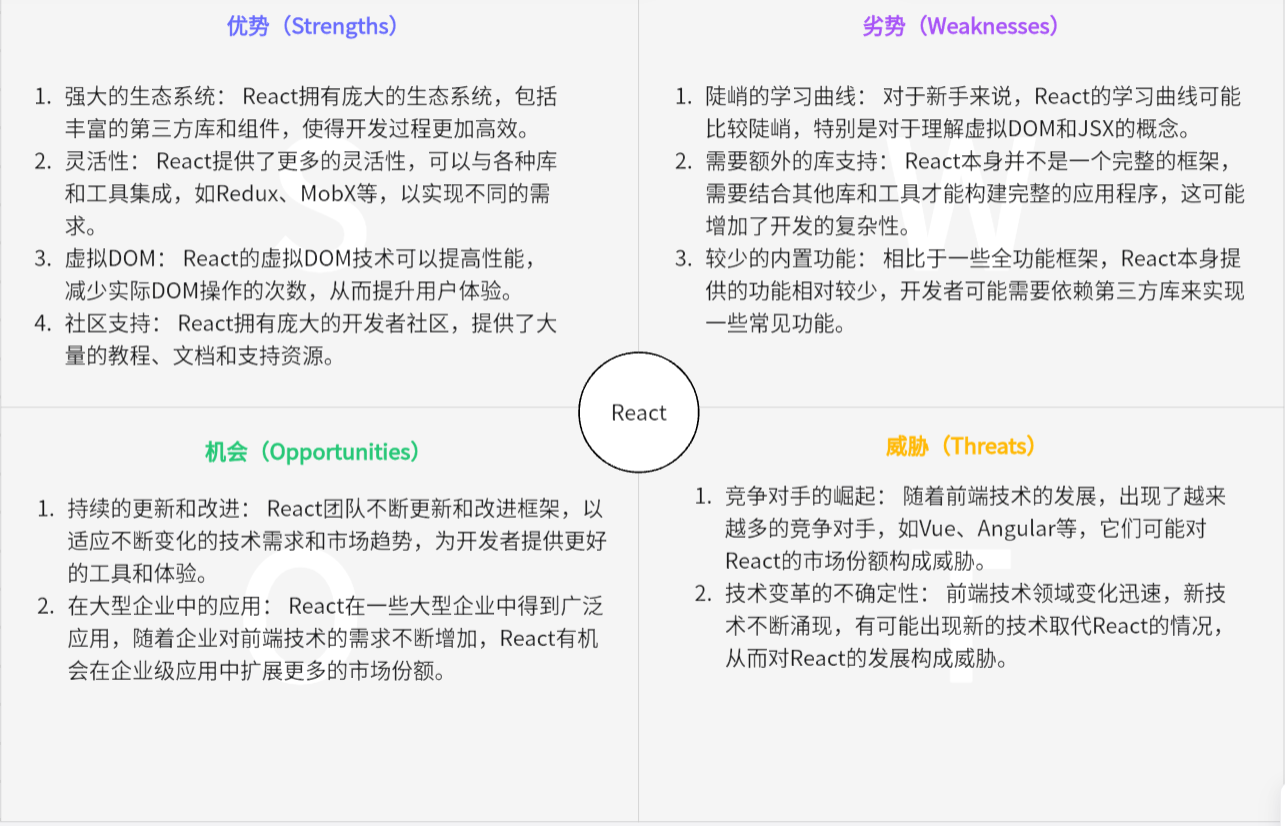 优势（Strengths）
1. 强大的生态系统： React拥有庞大的生态系统，包括
丰富的第三方库和组件，使得开发过程更加高效。
2. 灵活性： React提供了更多的灵活性，可以与各种库
和工具集成，如Redux、MobX等，以实现不同的需
求。
3. 虚拟DOM： React的虚拟DOM技术可以提高性能，
减少实际DOM操作的次数，从而提升用户体验。
4. 社区支持： React拥有庞大的开发者社区，提供了大
量的教程、文档和支持资源。
S
劣势（Weaknesses）
1. 陡峭的学习曲线： 对于新手来说，React的学习曲线可能
比较陡峭，特别是对于理解虚拟DOM和JSX的概念。
2. 需要额外的库支持： React本身并不是一个完整的框架，
需要结合其他库和工具才能构建完整的应用程序，这可能
增加了开发的复杂性。
3. 较少的内置功能： 相比于一些全功能框架，React本身提
供的功能相对较少，开发者可能需要依赖第三方库来实现
一些常见功能。
W
React
机会（Opportunities）
1. 持续的更新和改进： React团队不断更新和改进框架，以
适应不断变化的技术需求和市场趋势，为开发者提供更好
的工具和体验。
2. 在大型企业中的应用： React在一些大型企业中得到广泛
应用，随着企业对前端技术的需求不断增加，React有机
会在企业级应用中扩展更多的市场份额。
O
威胁（Threats）
1. 竞争对手的崛起： 随着前端技术的发展，出现了越来
越多的竞争对手，如Vue、Angular等，它们可能对
React的市场份额构成威胁。
2. 技术变革的不确定性： 前端技术领域变化迅速，新技
术不断涌现，有可能出现新的技术取代React的情况，
从而对React的发展构成威胁。
T